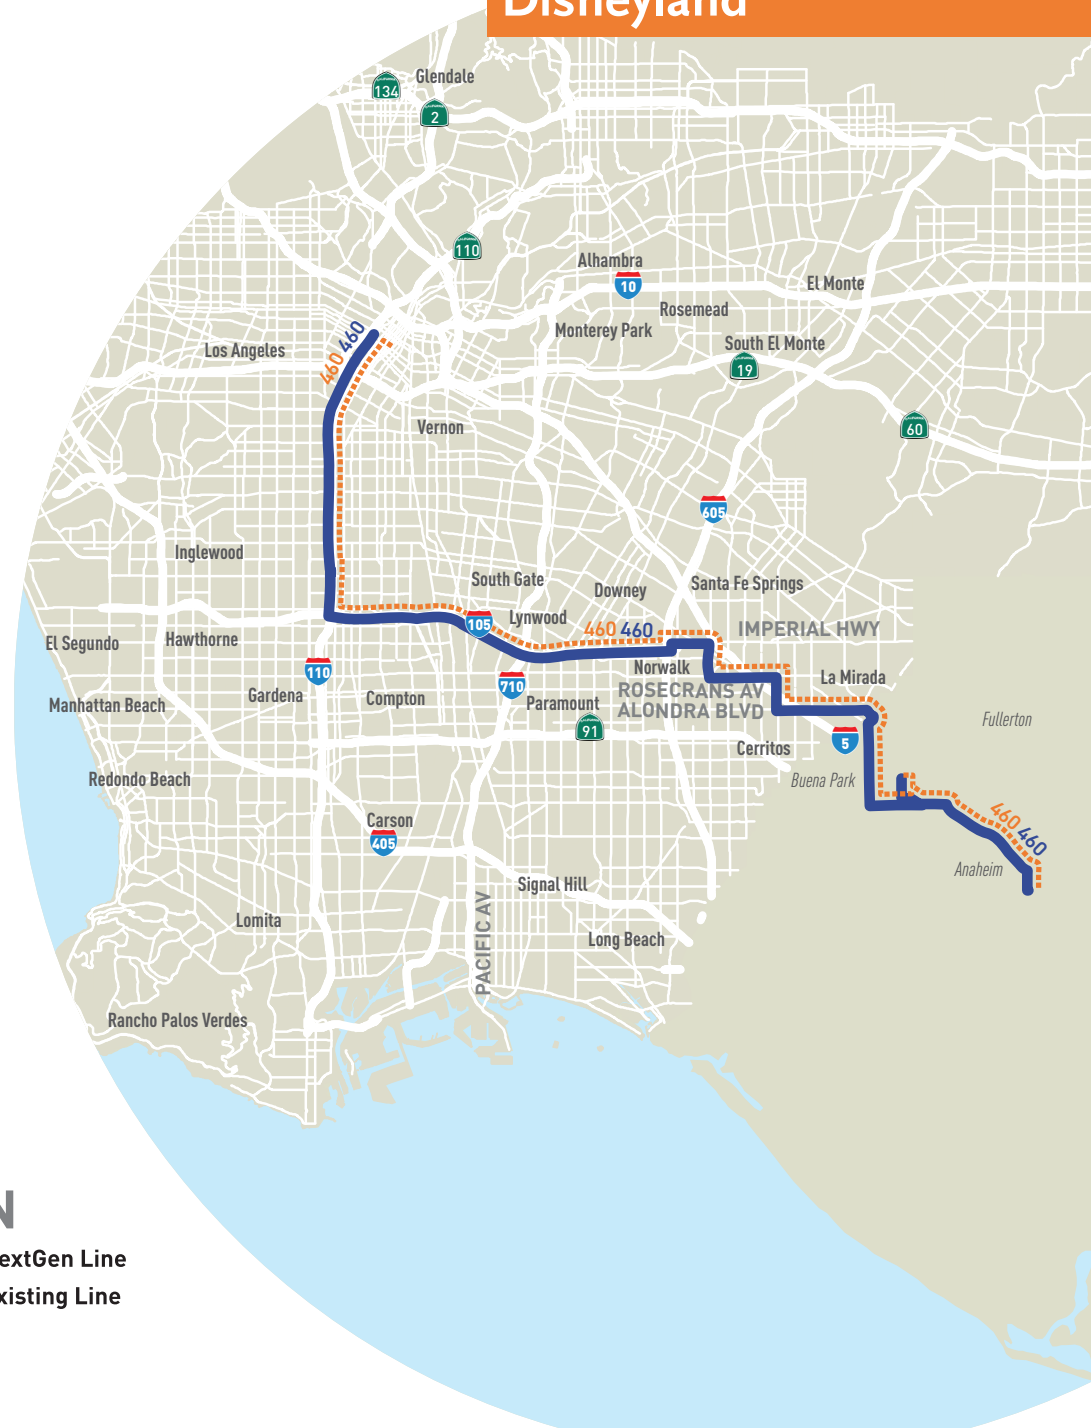 Disneyland
Glendale
134
2
110
Alhambra
10
El Monte
Rosemead
Monterey Park
South El Monte
460 460
Los Angeles
19
Vernon
60
605
Inglewood
South Gate
Downey
Santa Fe Springs
Lynwood
105
460 460
IMPERIAL HWY
El Segundo
Hawthorne
Norwalk
110
710
La Mirada
ROSECRANS AV
Gardena
Compton
Manhattan Beach
Paramount
ALONDRA BLVD
Fullerton
91
5
Cerritos
Redondo Beach
Buena Park
Carson
405
460 460
Anaheim
Signal Hill
Lomita
PACIFIC AV
Long Beach
Rancho Palos Verdes
N
extGen Line
xisting Line